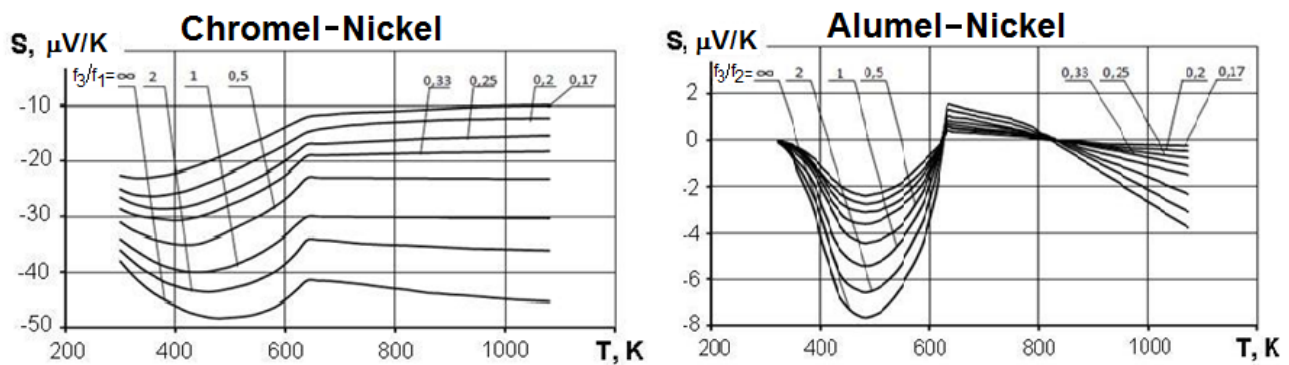 Chromel-Nickel
S, μV/K
f3/f1= ∞ 2 1 0,5 0,33 0,25 0,2 0,17
-10
-20
-30
-40
-50
200 400 600 800 1000 T, K
Alumel-Nickel
S, μV/K
f3/f2= ∞ 2 1 0,5 0,33 0,25 0,2 0,17
2
0
-2
-4
-6
-8
200 400 600 800 1000 T, K